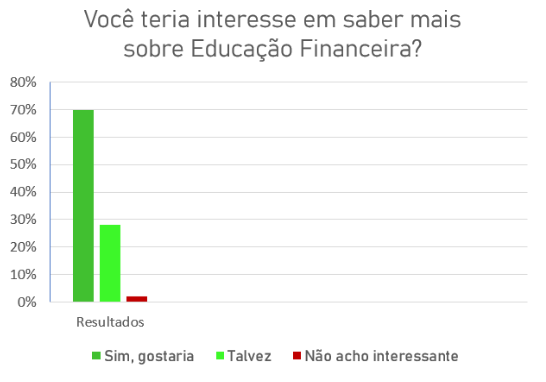 Você teria interesse em saber mais
sobre Educação Financeira?
80%
70%
60%
50%
40%
30%
20%
10%
0%
Resultados
Sim, gostaria Talvez Não acho interessante